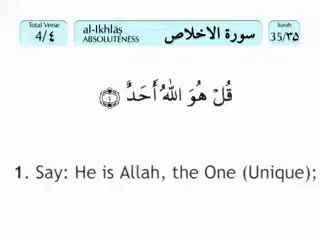 Total Verse
4/٤
al-Ikhlāṣ
ABSOLUTENESS
سورة الاخلاص
Surah
35/٣٥
قُلْ هُوَ اللَّهُ أَحَدٌ
1. Say: He is Allah, the One (Unique);